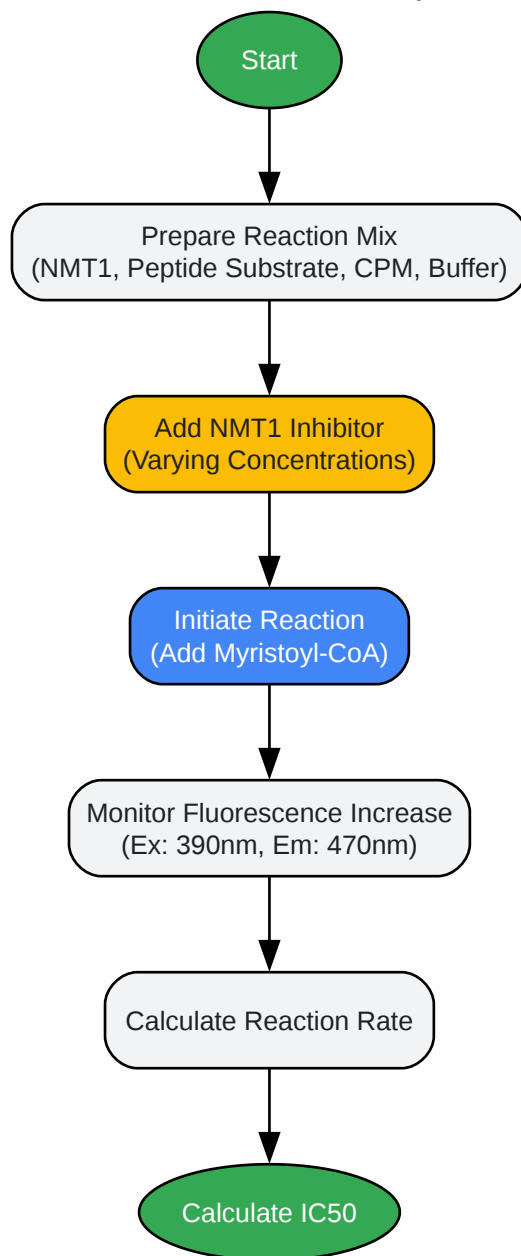 Start
Prepare Reaction Mix
(NMT1, Peptide Substrate, CPM, Buffer)
Add NMT1 Inhibitor
(Varying Concentrations)
Initiate Reaction
(Add Myristoyl-CoA)
Monitor Fluorescence Increase
(Ex: 390nm, Em: 470nm)
Calculate Reaction Rate
Calculate IC50